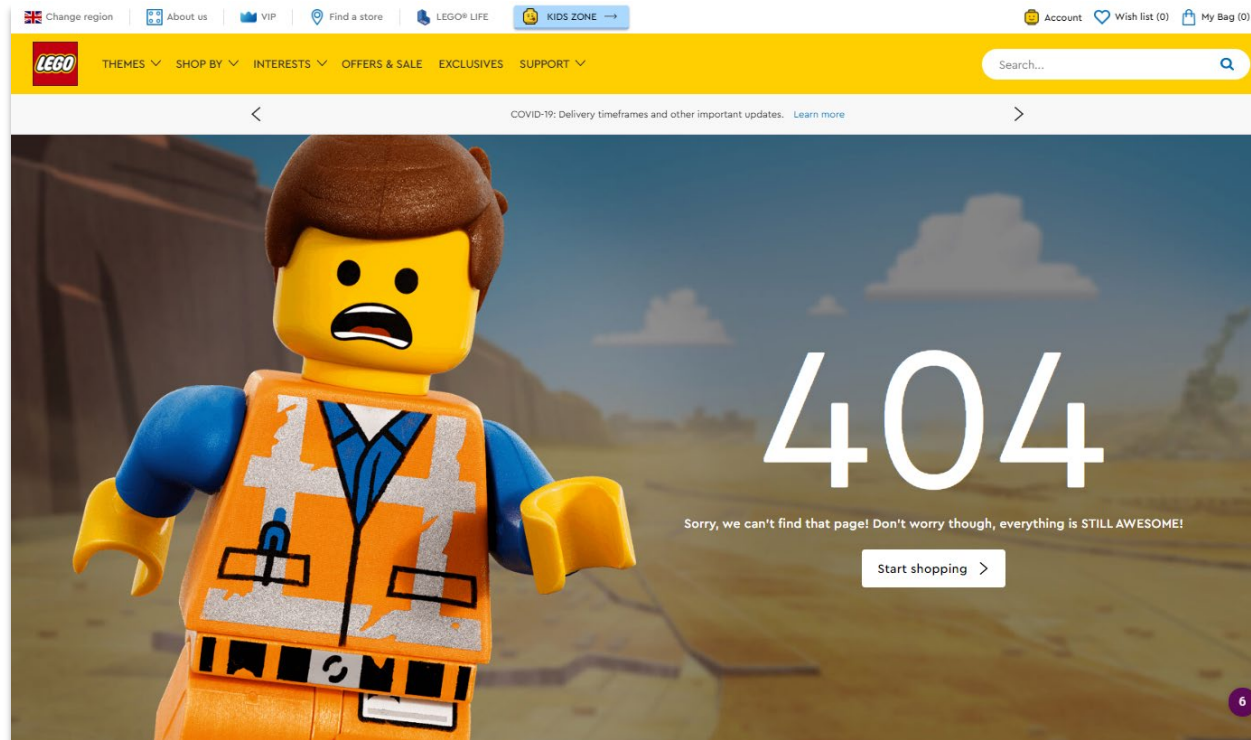 Change region
About us
VIP
Find a store
LEGO® LIFE
KIDS ZONE →
Account
Wish list (0)
My Bag (0)
LEGO
THEMES
SHOP BY
INTERESTS
OFFERS & SALE
EXCLUSIVES
SUPPORT
Search...
COVID-19: Delivery timeframes and other important updates. Learn more
404
Sorry, we can't find that page! Don't worry though, everything is STILL AWESOME!
Start shopping
6